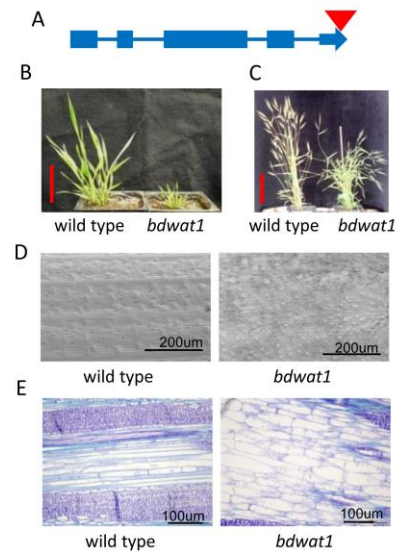 A
B
C
wild type bdwat1
wild type bdwat1
D
200um
200um
wild type
bdwat1
E
100um
100um
wild type
bdwat1